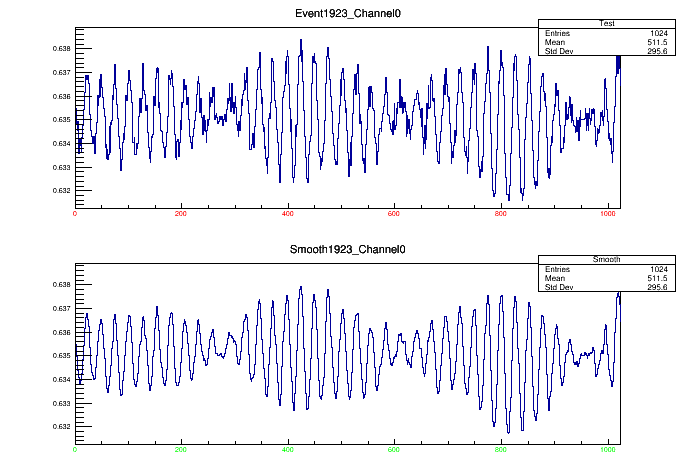 Event1923_Channel0
Test
Entries 1024
Mean 511.5
Std Dev 295.6
0.638
0.637
0.636
0.635
0.634
0.633
0.632
0 200 400 600 800 1000
Smooth1923_Channel0
Smooth
Entries 1024
Mean 511.5
Std Dev 295.6
0.638
0.637
0.636
0.635
0.634
0.633
0.632
0 200 400 600 800 1000